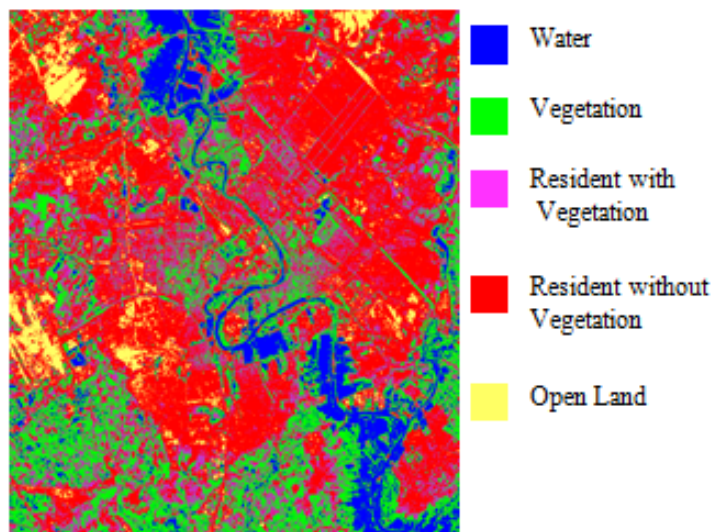 Water
Vegetation
Resident with
Vegetation
Resident without
Vegetation
Open Land